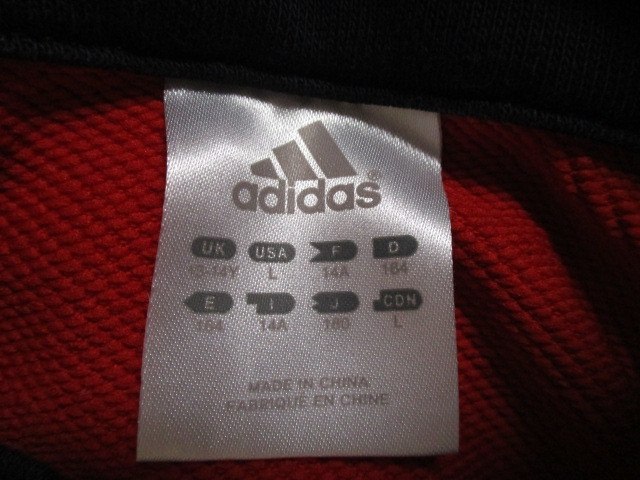 adidas®
UK USA F D
13-14Y L 14A 164
E I J CDN
164 14A 160 L
MADE IN CHINA
FABRIQUE EN CHINE